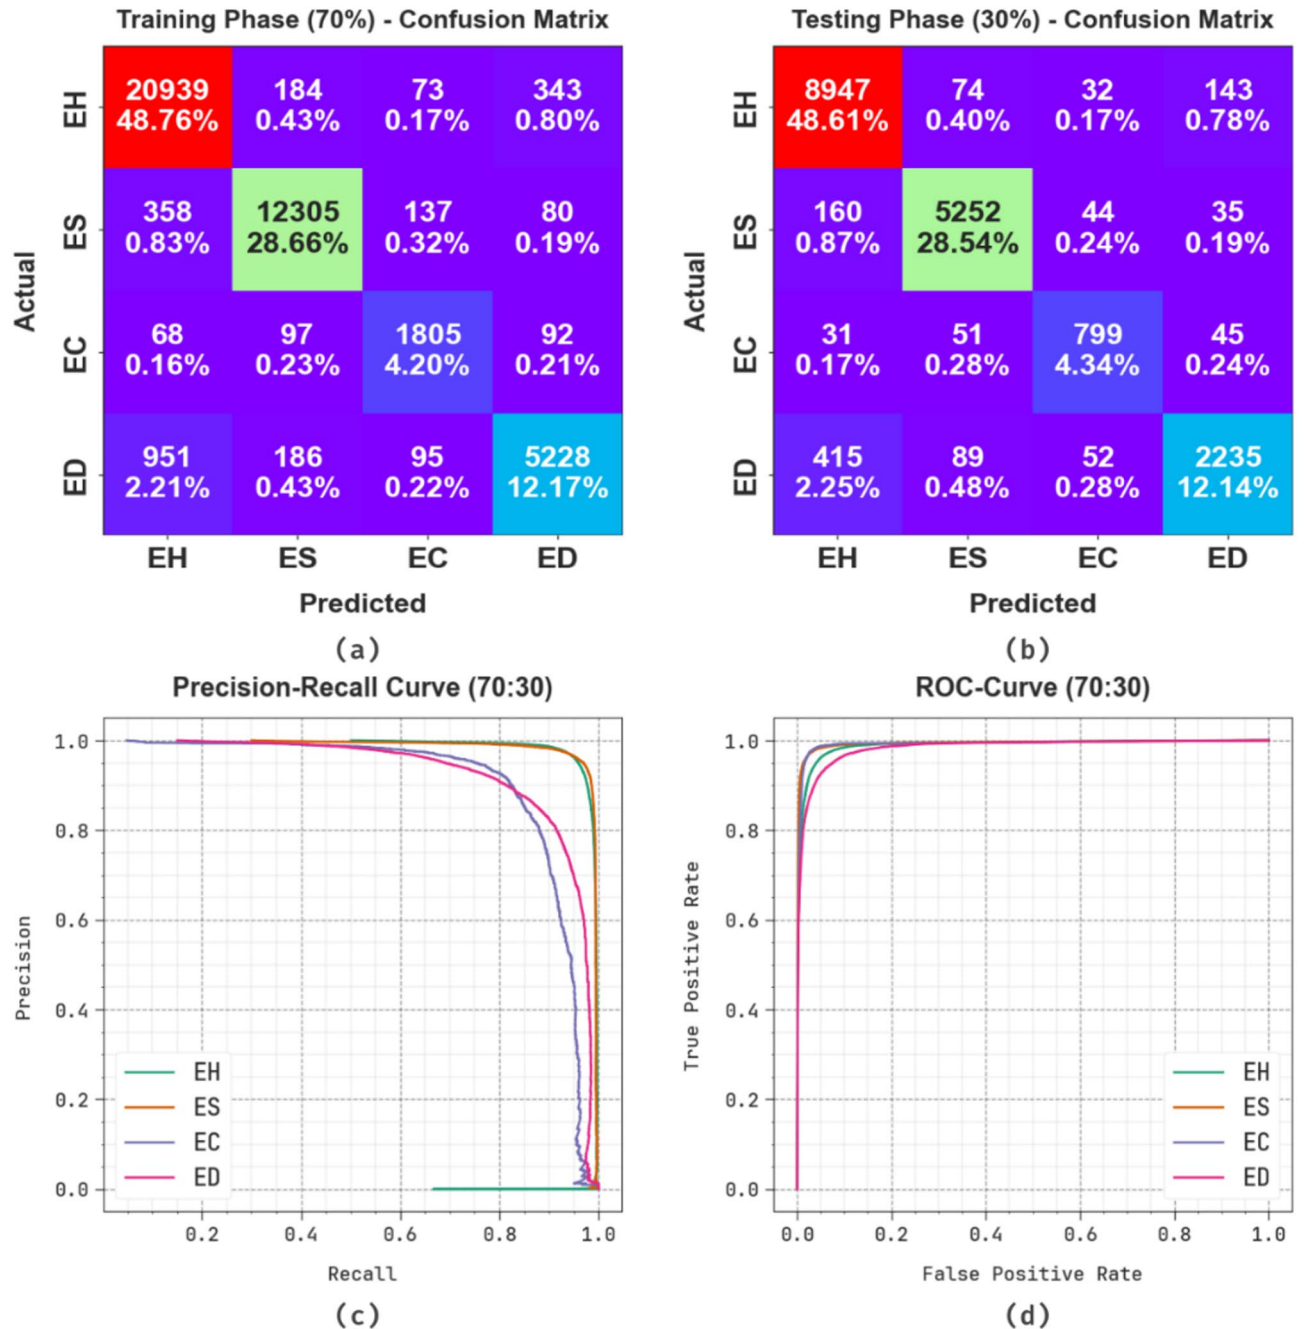 Training Phase (70%) - Confusion Matrix
EH
20939 184 73 343
48.76% 0.43% 0.17% 0.80%
ES
358 12305 137 80
0.83% 28.66% 0.32% 0.19%
Actual
EC
68 97 1805 92
0.16% 0.23% 4.20% 0.21%
ED
951 186 95 5228
2.21% 0.43% 0.22% 12.17%
EH ES EC ED
Predicted
(a)
Testing Phase (30%) - Confusion Matrix
EH
8947 74 32 143
48.61% 0.40% 0.17% 0.78%
ES
160 5252 44 35
0.87% 28.54% 0.24% 0.19%
Actual
EC
31 51 799 45
0.17% 0.28% 4.34% 0.24%
ED
415 89 52 2235
2.25% 0.48% 0.28% 12.14%
EH ES EC ED
Predicted
(b)
Precision-Recall Curve (70:30)
1.0
0.8
0.6
0.4
0.2
0.0
Precision
EH
ES
EC
ED
0.2 0.4 0.6 0.8 1.0
Recall
(c)
ROC-Curve (70:30)
1.0
0.8
0.6
0.4
0.2
0.0
True Positive Rate
EH
ES
EC
ED
0.0 0.2 0.4 0.6 0.8 1.0
False Positive Rate
(d)